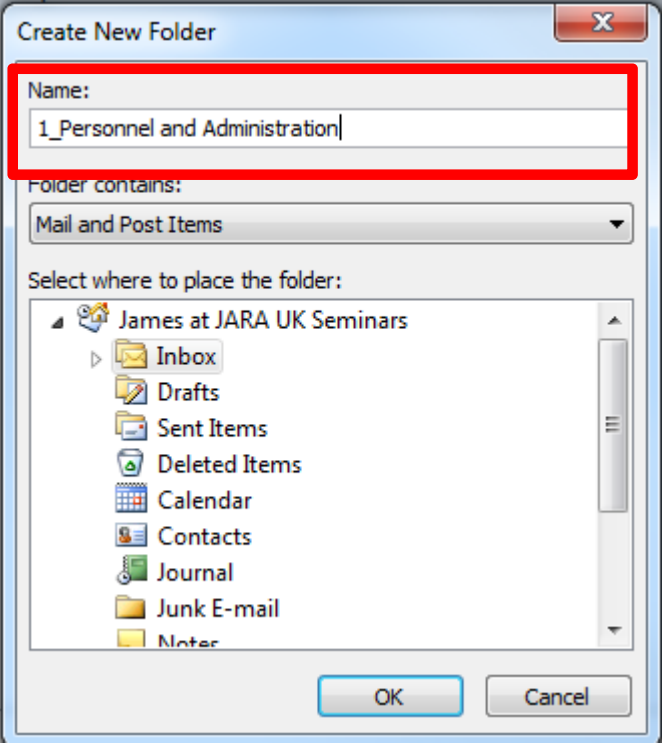 Create New Folder
Name:
1_Personnel and Administration
Folder contains:
Mail and Post Items
Select where to place the folder:
James at JARA UK Seminars
Inbox
Drafts
Sent Items
Deleted Items
Calendar
Contacts
Journal
Junk E-mail
Notes
OK Cancel